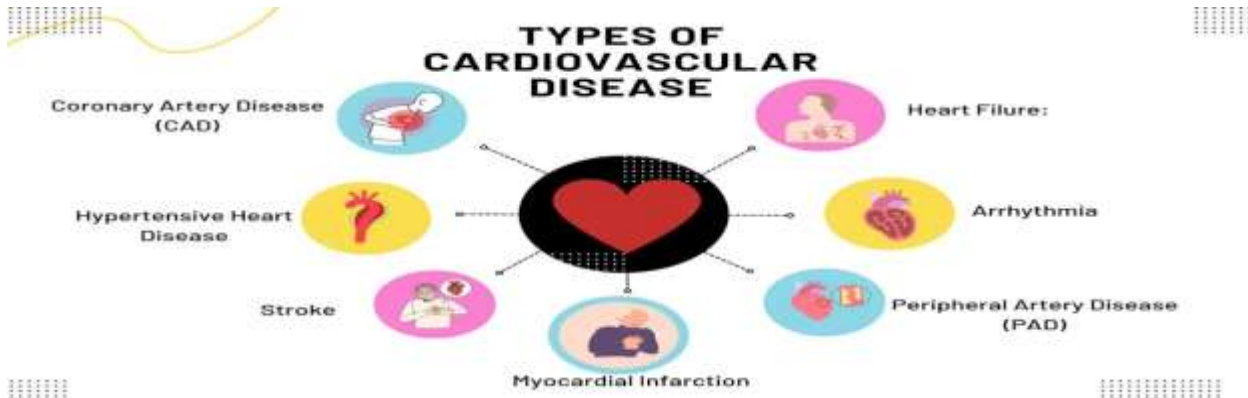 TYPES OF
CARDIOVASCULAR
DISEASE
Coronary Artery Disease
(CAD)
Heart Filure:
Hypertensive Heart
Disease
Arrhythmia
Stroke
Peripheral Artery Disease
(PAD)
Myocardial Infarction